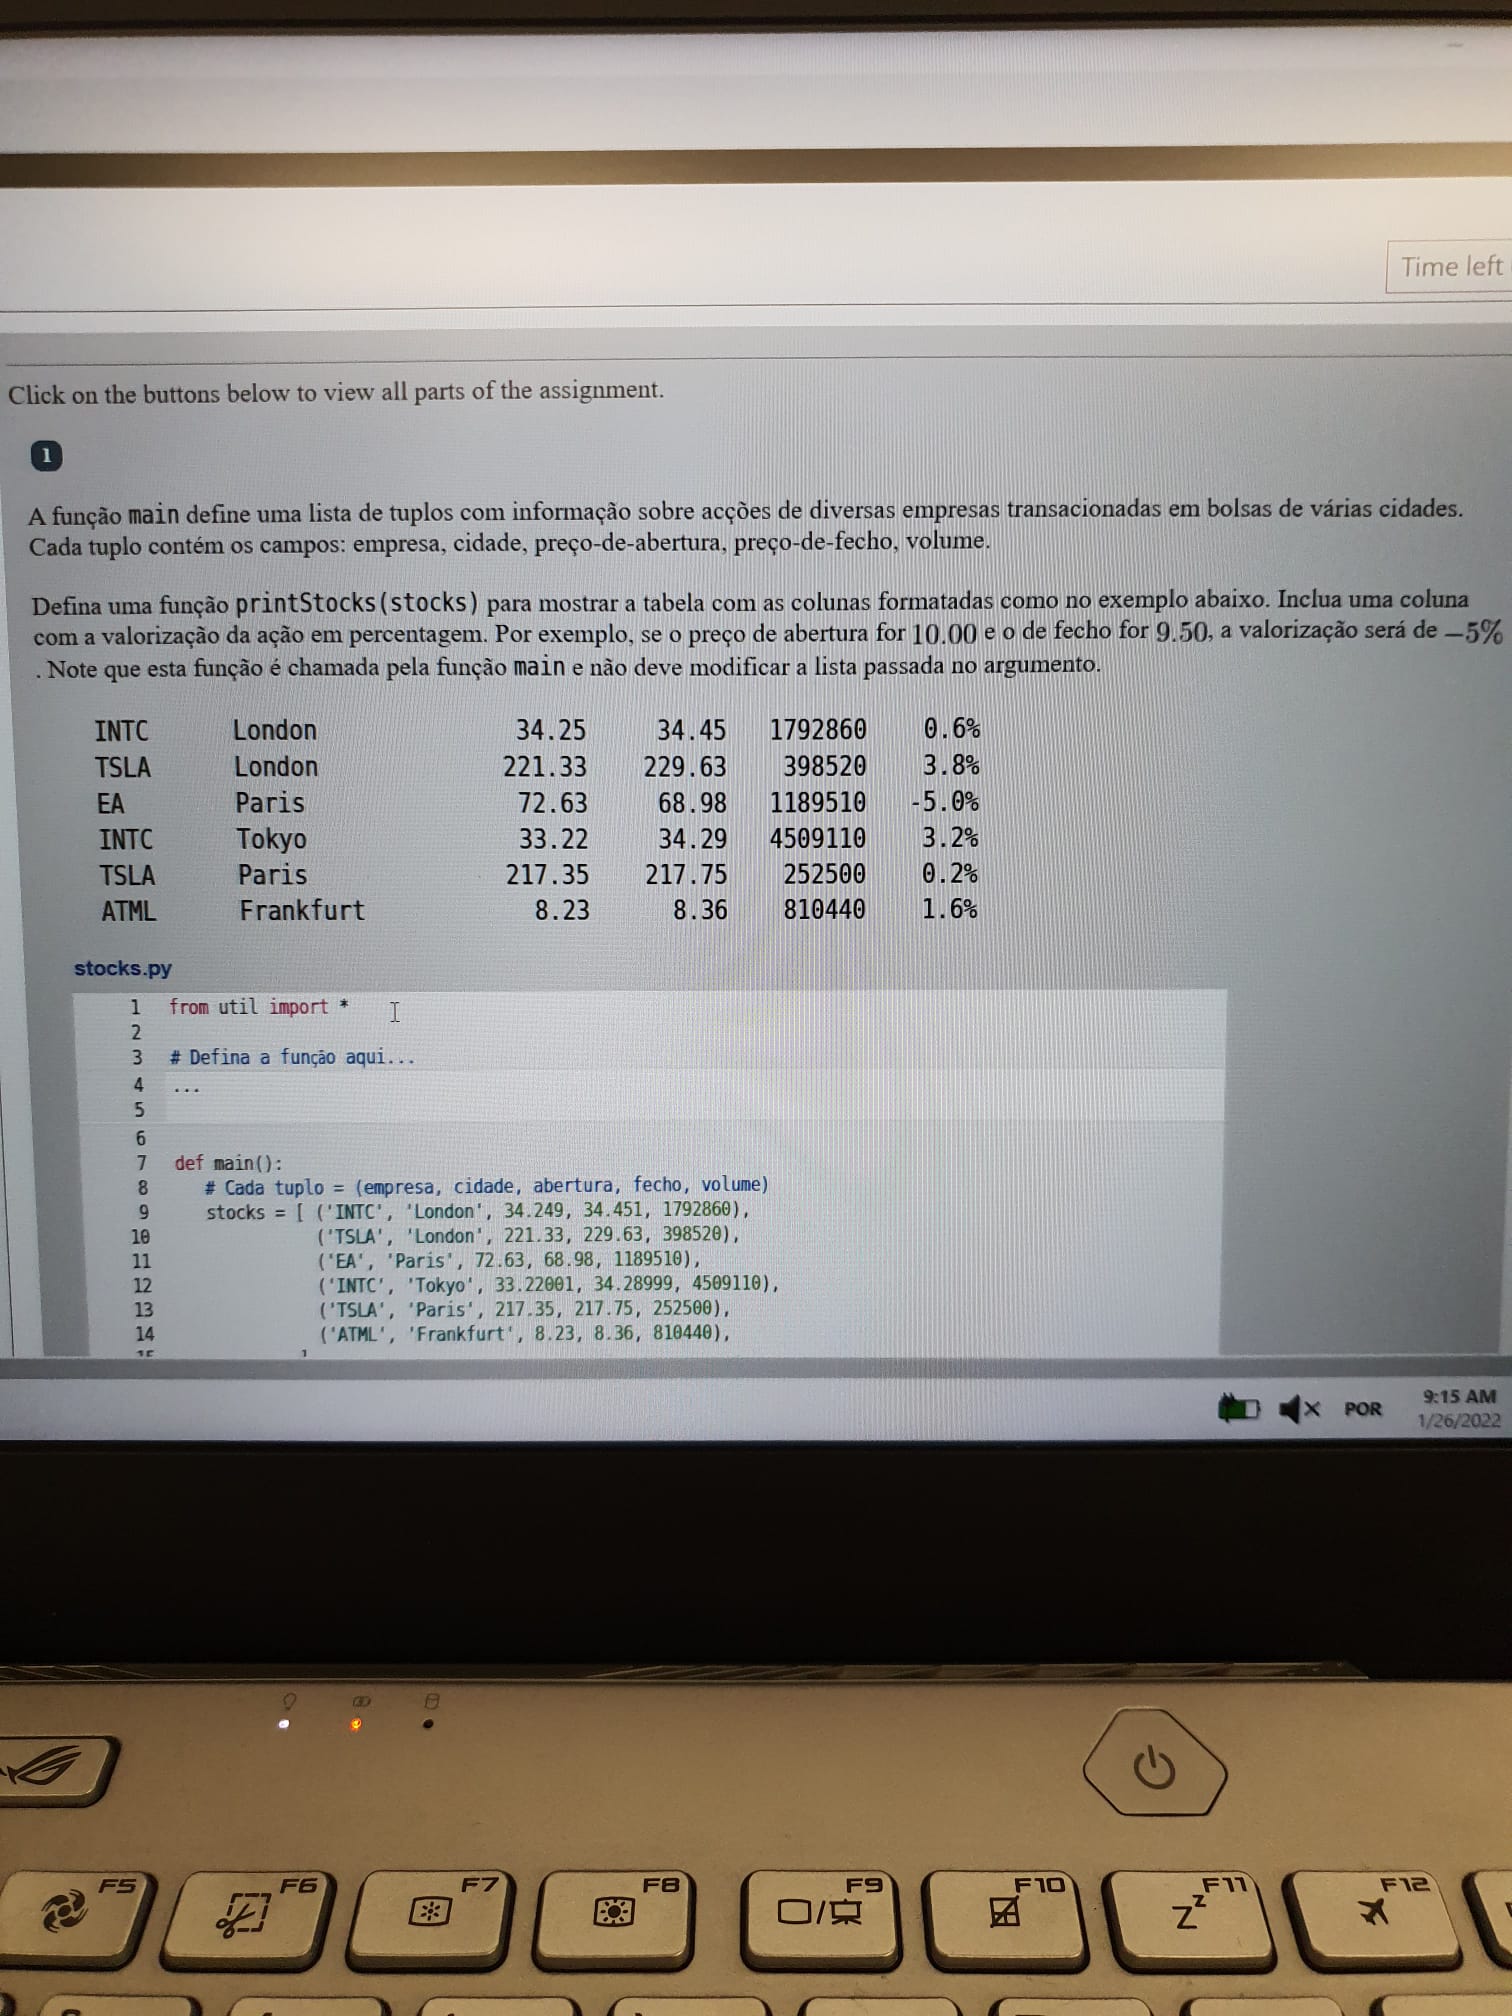 Time left
Click on the buttons below to view all parts of the assignment.
1
A função main define uma lista de tuplos com informação sobre acções de diversas empresas transacionadas em bolsas de várias cidades.
Cada tuplo contém os campos: empresa, cidade, preço-de-abertura, preço-de-fecho, volume.
Defina uma função printStocks(stocks) para mostrar a tabela com as colunas formatadas como no exemplo abaixo. Inclua uma coluna
com a valorização da ação em percentagem. Por exemplo, se o preço de abertura for 10.00 e o de fecho for 9.50, a valorização será de −5%
. Note que esta função é chamada pela função main e não deve modificar a lista passada no argumento.
INTC London 34.25 34.45 1792860 0.6%
TSLA London 221.33 229.63 398520 3.8%
EA Paris 72.63 68.98 1189510 -5.0%
INTC Tokyo 33.22 34.29 4509110 3.2%
TSLA Paris 217.35 217.75 252500 0.2%
ATML Frankfurt 8.23 8.36 810440 1.6%
stocks.py
1 from util import *
2
3 # Defina a função aqui...
4 ...
5
6
7 def main():
8 # Cada tuplo = (empresa, cidade, abertura, fecho, volume)
9 stocks = [ ('INTC', 'London', 34.249, 34.451, 1792860),
10 ('TSLA', 'London', 221.33, 229.63, 398520),
11 ('EA', 'Paris', 72.63, 68.98, 1189510),
12 ('INTC', 'Tokyo', 33.22001, 34.28999, 4509110),
13 ('TSLA', 'Paris', 217.35, 217.75, 252500),
14 ('ATML', 'Frankfurt', 8.23, 8.36, 810440),
POR
9:15 AM
1/26/2022
F5 F6 F7 F8 F9 F10 F11 F12